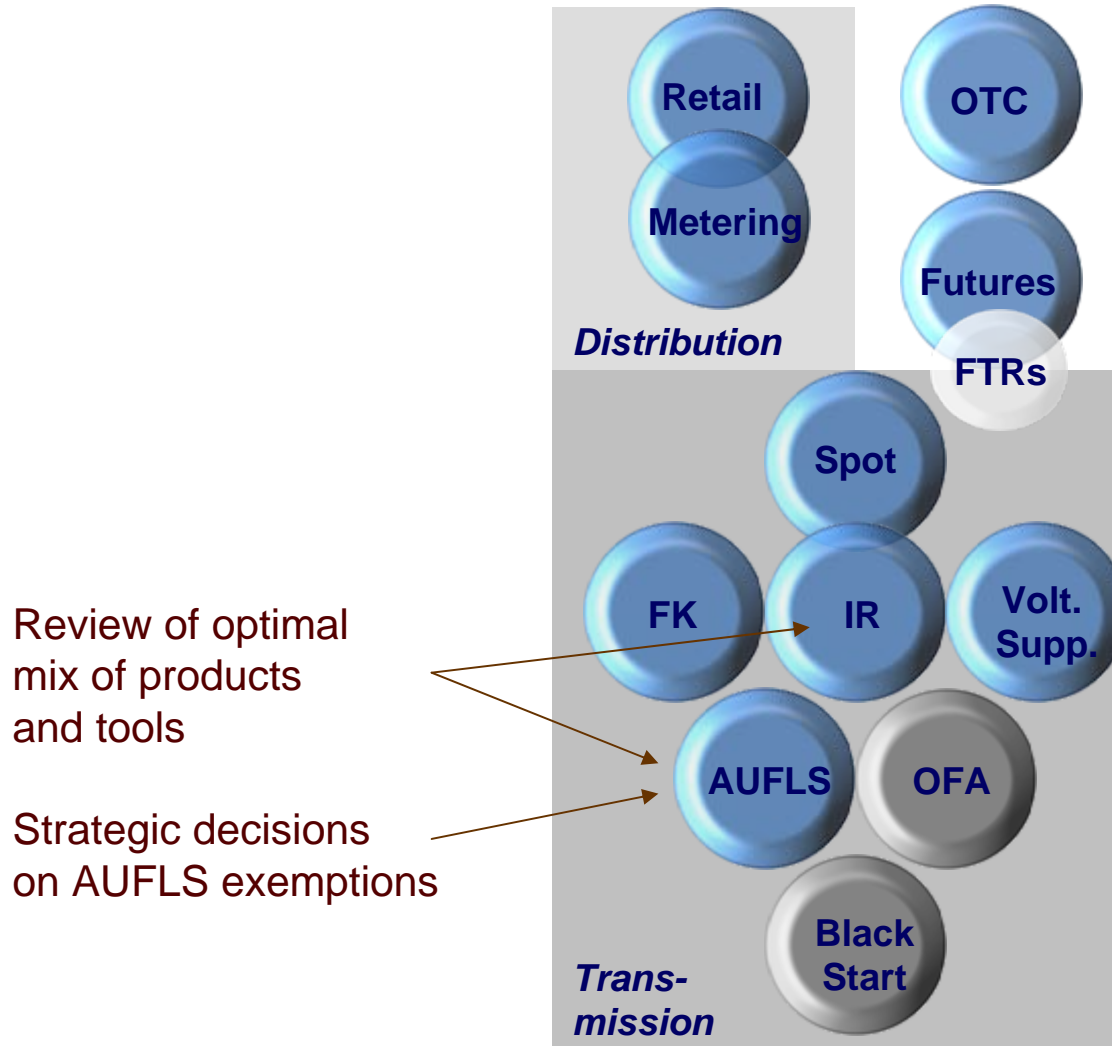 Retail
OTC
Metering
Futures
Distribution
FTRs
Spot
FK
IR
Volt.
Supp.
Review of optimal
mix of products
and tools
AUFLS
OFA
Strategic decisions
on AUFLS exemptions
Black
Start
Trans-
mission